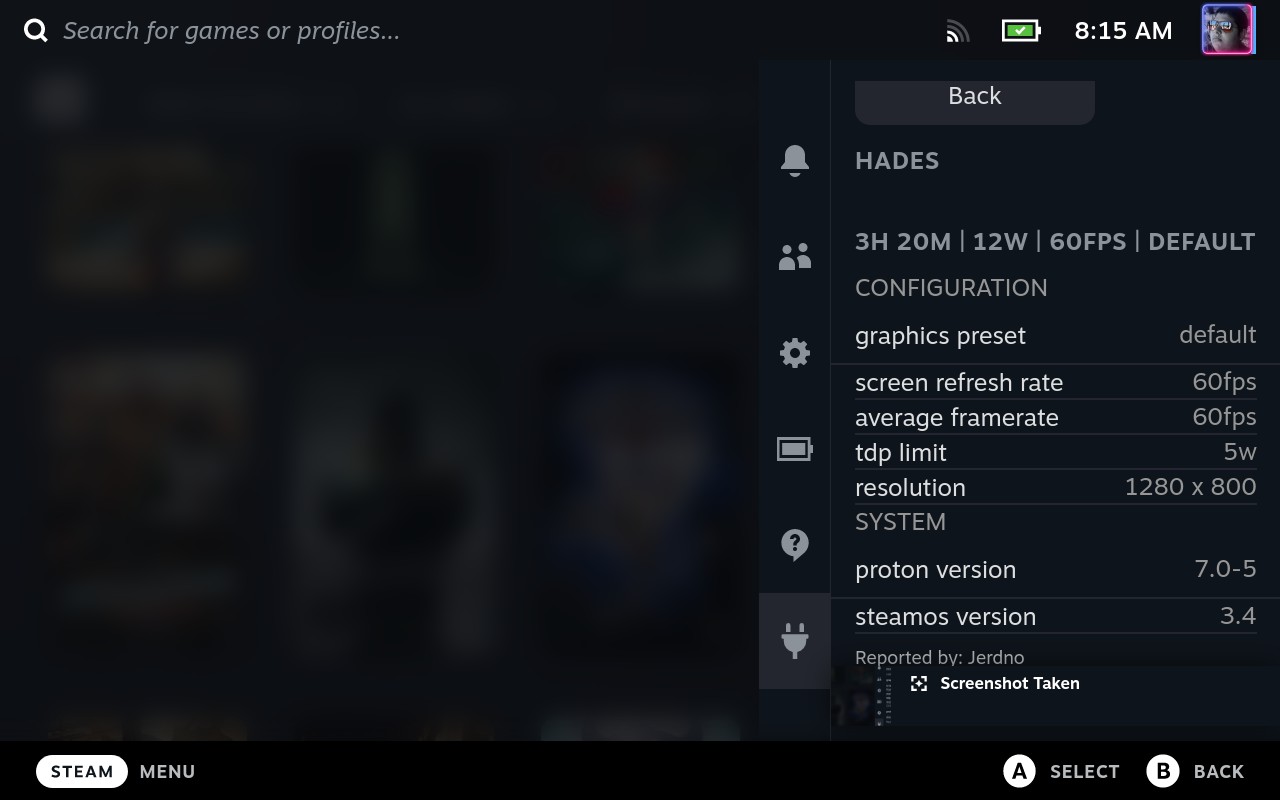 Search for games or profiles...
8:15 AM
Back
HADES
3H 20M | 12W | 60FPS | DEFAULT
CONFIGURATION
graphics preset default
screen refresh rate 60fps
average framerate 60fps
tdp limit 5w
resolution 1280 x 800
SYSTEM
proton version 7.0-5
steamos version 3.4
Reported by: Jerdno
Screenshot Taken
STEAM MENU
A SELECT B BACK